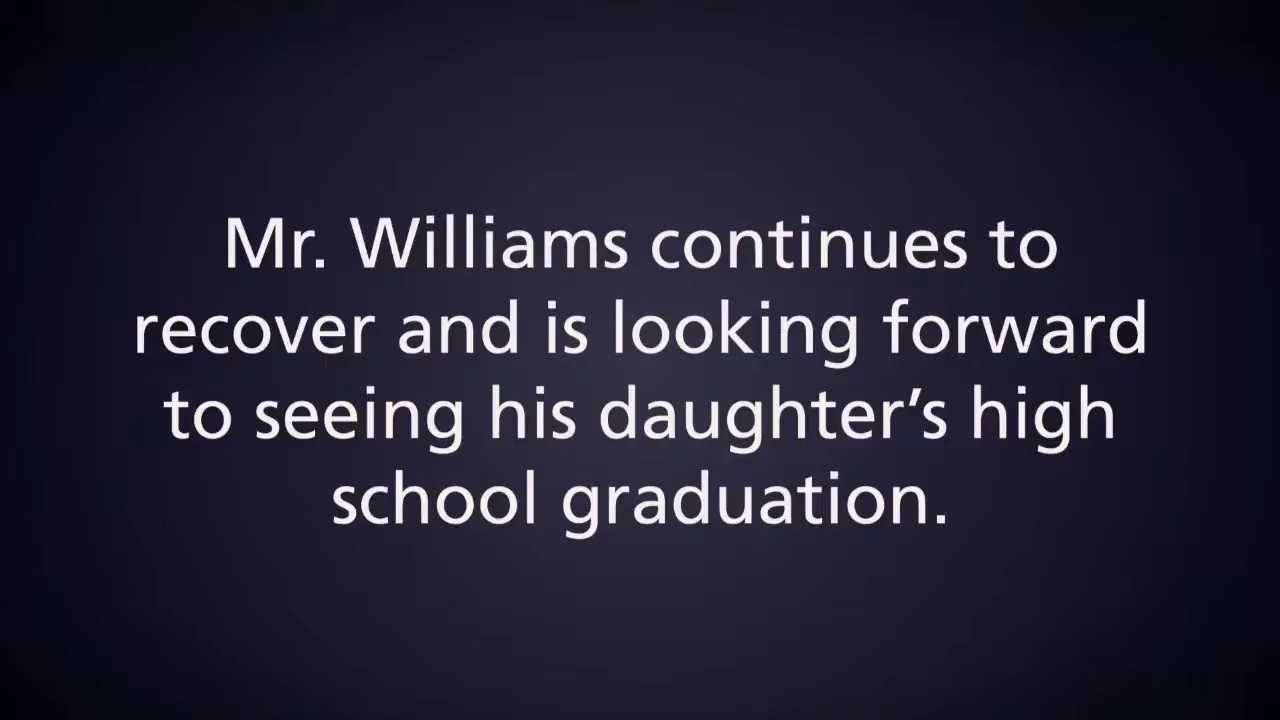 Mr. Williams continues to
recover and is looking forward
to seeing his daughter’s high
school graduation.